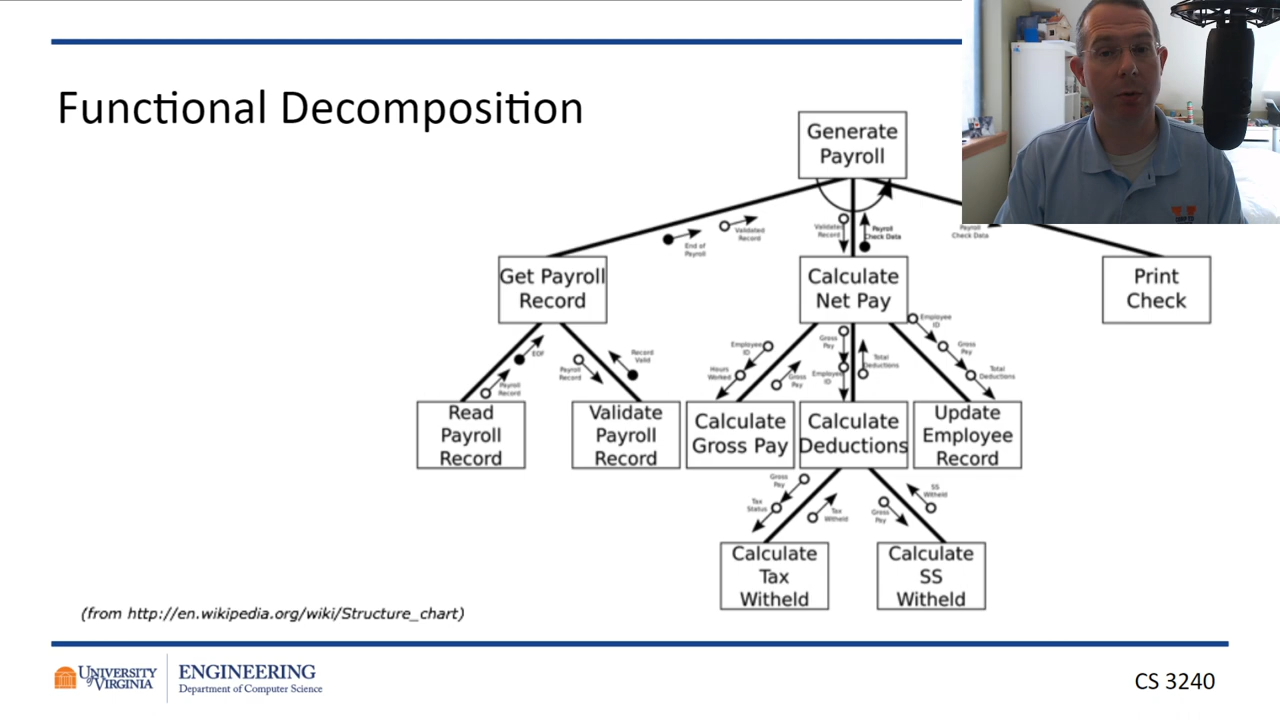 Functional Decomposition
Generate
Payroll
End of
Payroll
Validated
Record
Validated
Record
Payroll
Check Data
Payroll
Check Data
Get Payroll
Record
Calculate
Net Pay
Print
Check
Payroll
Record
EOF
Payroll
Record
Record
Valid
Employee
ID
Hours
Worked
Gross
Pay
Gross
Pay
Employee
ID
Total
Deductions
Employee
ID
Gross
Pay
Total
Deductions
Read
Payroll
Record
Validate
Payroll
Record
Calculate
Gross Pay
Calculate
Deductions
Update
Employee
Record
Gross
Pay
Tax
Status
Tax
Witheld
Gross
Pay
SS
Witheld
Calculate
Tax
Witheld
Calculate
SS
Witheld
(from http://en.wikipedia.org/wiki/Structure_chart)
UNIVERSITY
of VIRGINIA
ENGINEERING
Department of Computer Science
CS 3240